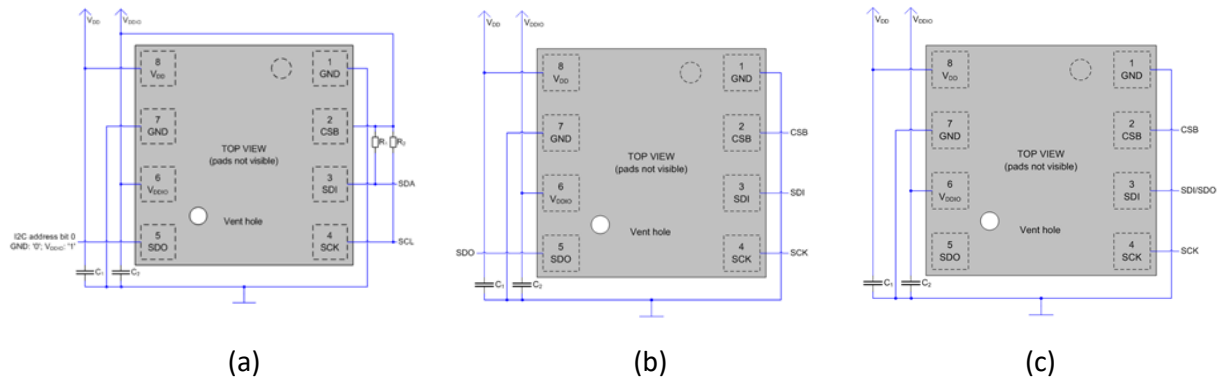 VDD
VDDIO
8
VDD
1
GND
7
GND
2
CSB
R1
R2
TOP VIEW
(pads not visible)
6
VDDIO
3
SDI
SDA
Vent hole
I2C address bit 0
GND: '0'; VDDIO: '1'
5
SDO
4
SCK
SCL
C1
C2
(a)
VDD
VDDIO
8
VDD
1
GND
7
GND
2
CSB
CSB
TOP VIEW
(pads not visible)
6
VDDIO
3
SDI
SDI
Vent hole
SDO
5
SDO
4
SCK
SCK
C1
C2
(b)
VDD
VDDIO
8
VDD
1
GND
7
GND
2
CSB
CSB
TOP VIEW
(pads not visible)
6
VDDIO
3
SDI
SDI/SDO
Vent hole
5
SDO
4
SCK
SCK
C1
C2
(c)